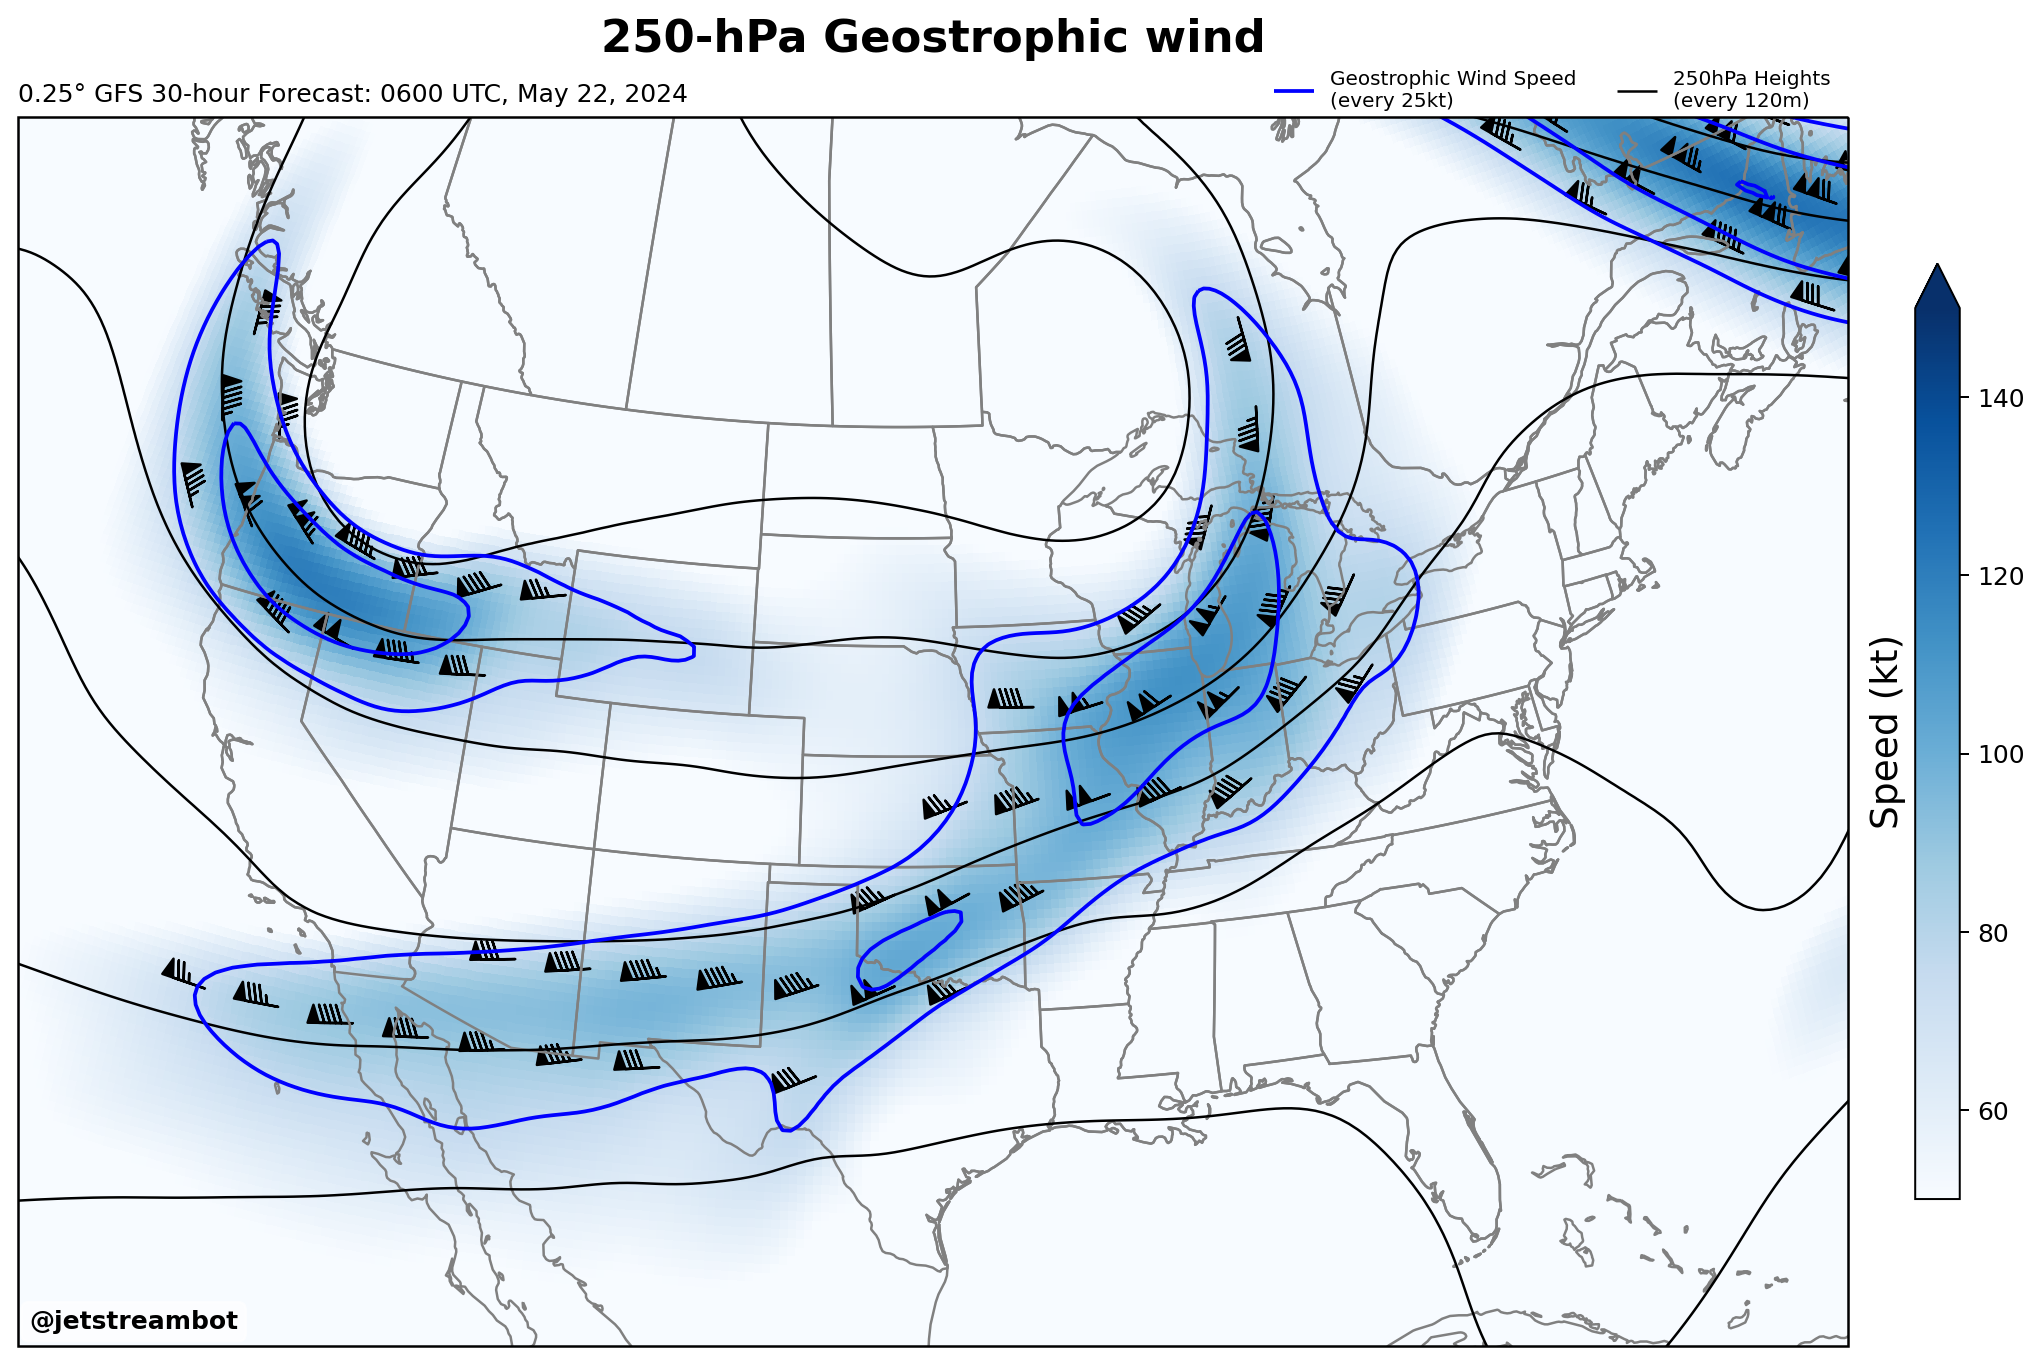 250-hPa Geostrophic wind
0.25° GFS 30-hour Forecast: 0600 UTC, May 22, 2024
Geostrophic Wind Speed
(every 25kt)
250hPa Heights
(every 120m)
140
120
100
80
60
Speed (kt)
@jetstreambot